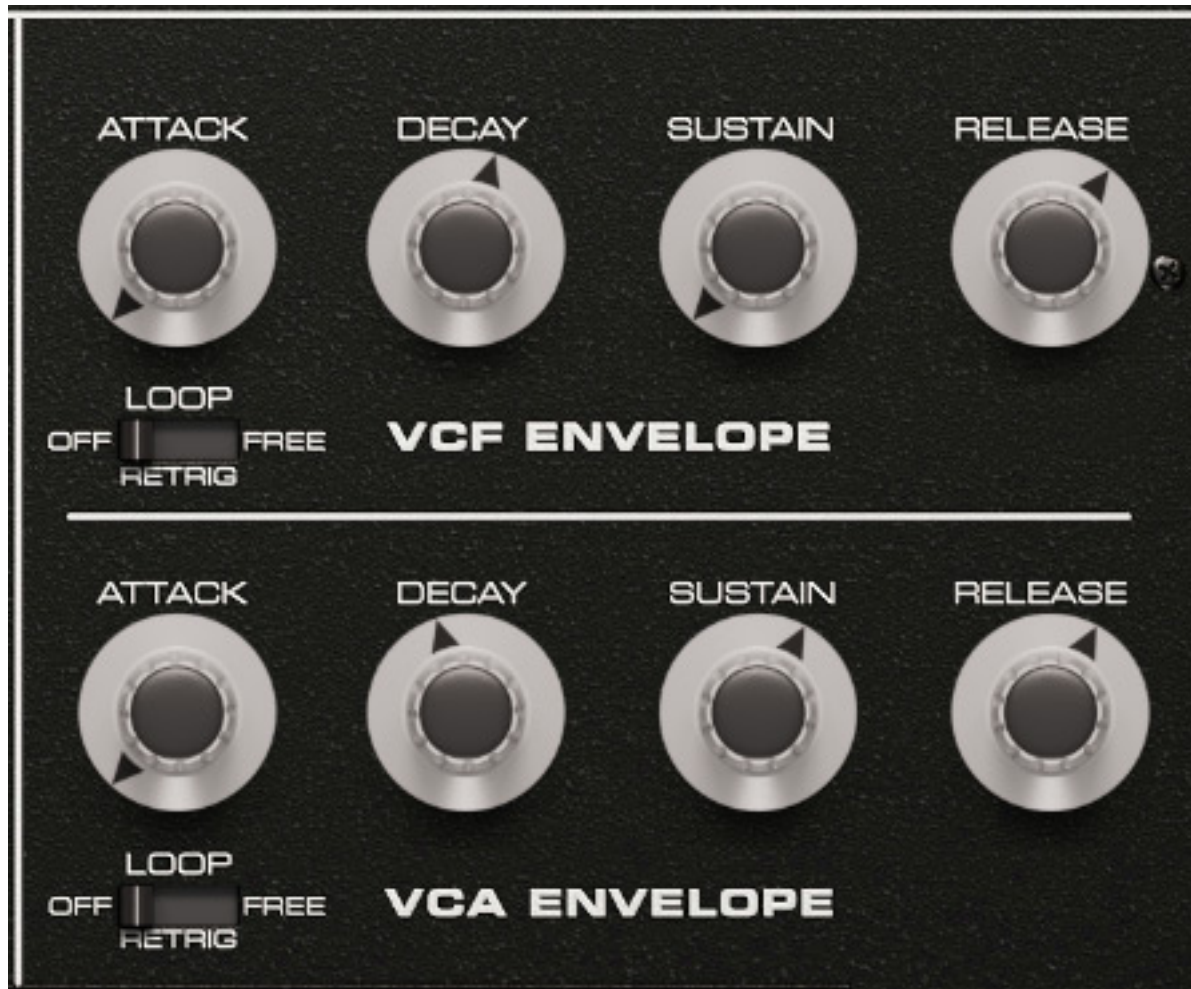 ATTACK DECAY SUSTAIN RELEASE
LOOP
OFF FREE
RETRIG
VCF ENVELOPE
ATTACK DECAY SUSTAIN RELEASE
LOOP
OFF FREE
RETRIG
VCA ENVELOPE